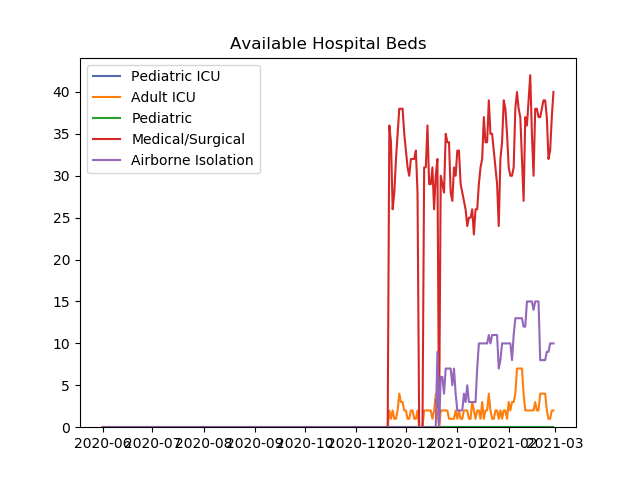 Available Hospital Beds
Pediatric ICU
Adult ICU
Pediatric
Medical/Surgical
Airborne Isolation
40
35
30
25
20
15
10
5
0
2020-06 2020-07 2020-08 2020-09 2020-10 2020-11 2020-12 2021-01 2021-02 2021-03